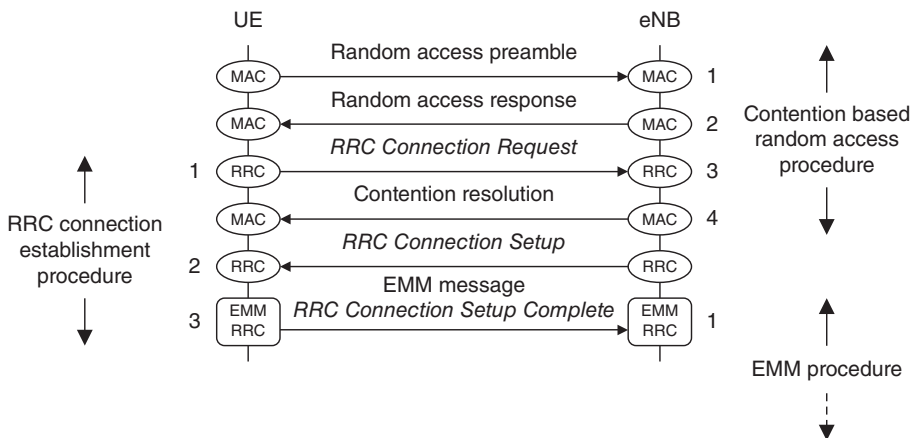 UE eNB
Random access preamble
MAC MAC 1
Random access response
MAC MAC 2
RRC Connection Request
1 RRC RRC 3
Contention resolution
MAC MAC 4
RRC Connection Setup
2 RRC RRC
EMM message
RRC Connection Setup Complete
3 EMM EMM 1
RRC RRC
Contention based
random access
procedure
RRC connection
establishment
procedure
EMM procedure